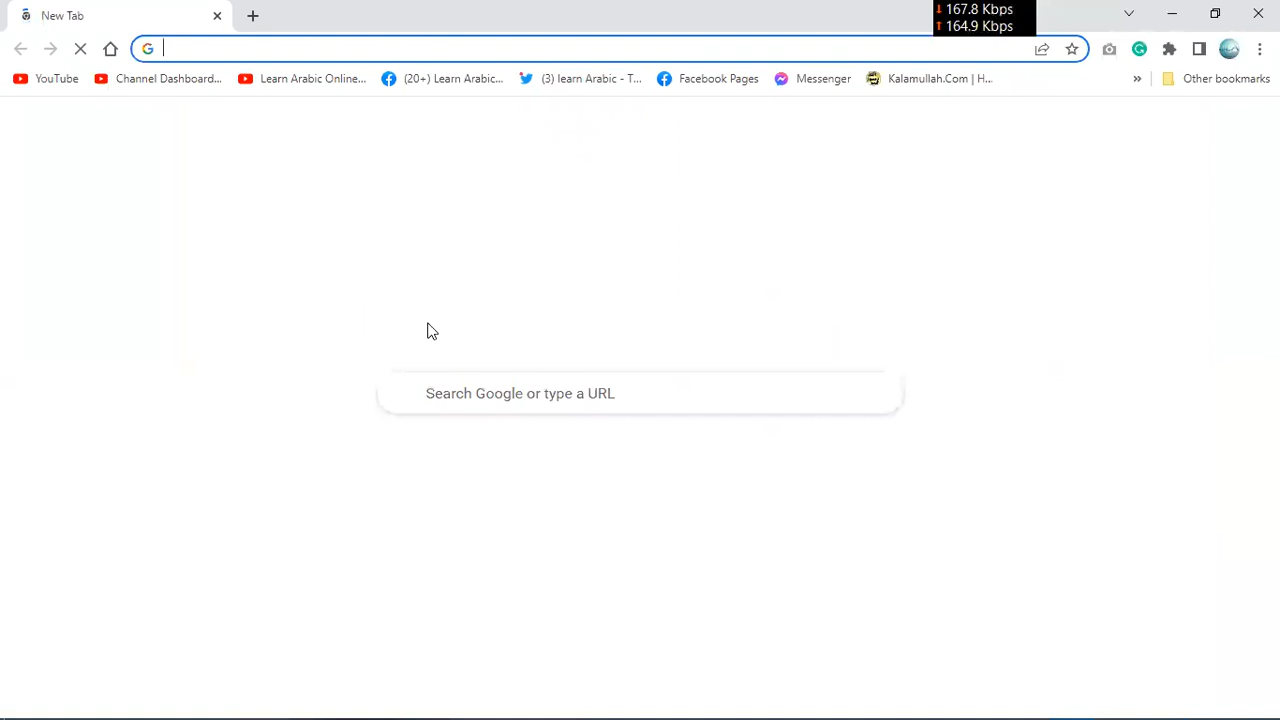 New Tab
167.8 Kbps
164.9 Kbps
YouTube
Channel Dashboard...
Learn Arabic Online...
(20+) Learn Arabic...
(3) learn Arabic - T...
Facebook Pages
Messenger
Kalamullah.Com | H...
Other bookmarks
Search Google or type a URL